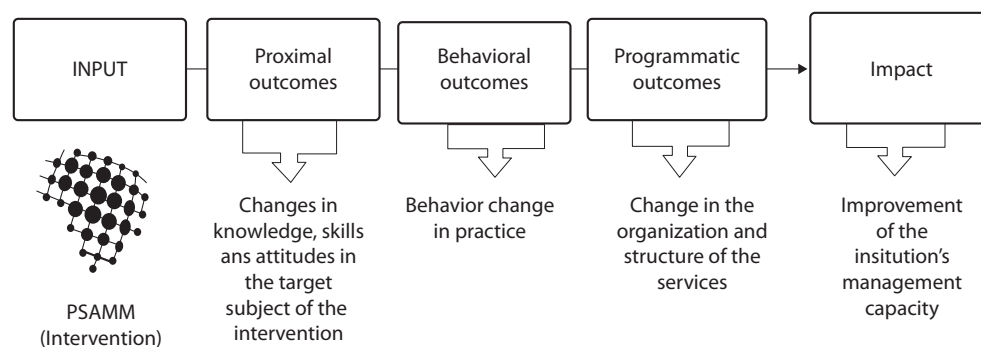 INPUT
Proximal
outcomes
Behavioral
outcomes
Programmatic
outcomes
Impact
PSAMM
(Intervention)
Changes in
knowledge, skills
ans attitudes in
the target
subject of the
intervention
Behavior change
in practice
Change in the
organization and
structure of the
services
Improvement
of the
insitution's
management
capacity